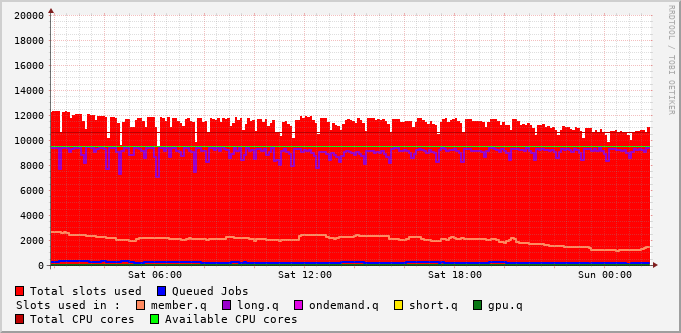 20000
18000
16000
14000
12000
10000
8000
6000
4000
2000
0
Sat 06:00 Sat 12:00 Sat 18:00 Sun 00:00
RRDTOOL / TOBI OETIKER
Total slots used Queued Jobs
Slots used in : member.q long.q ondemand.q short.q gpu.q
Total CPU cores Available CPU cores